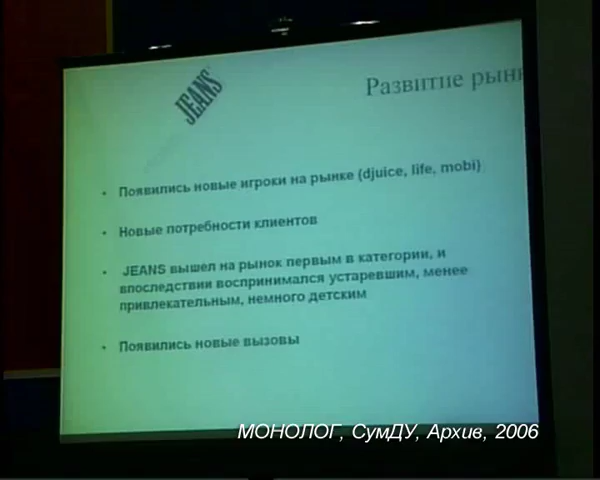 JEANS
Развитие рын
• Появились новые игроки на рынке (djuice, life, mobi)
• Новые потребности клиентов
• JEANS вышел на рынок первым в категории, и
впоследствии воспринимался устаревшим, менее
привлекательным, немного детским
• Появились новые вызовы
МОНОЛОГ, СумДУ, Архив, 2006